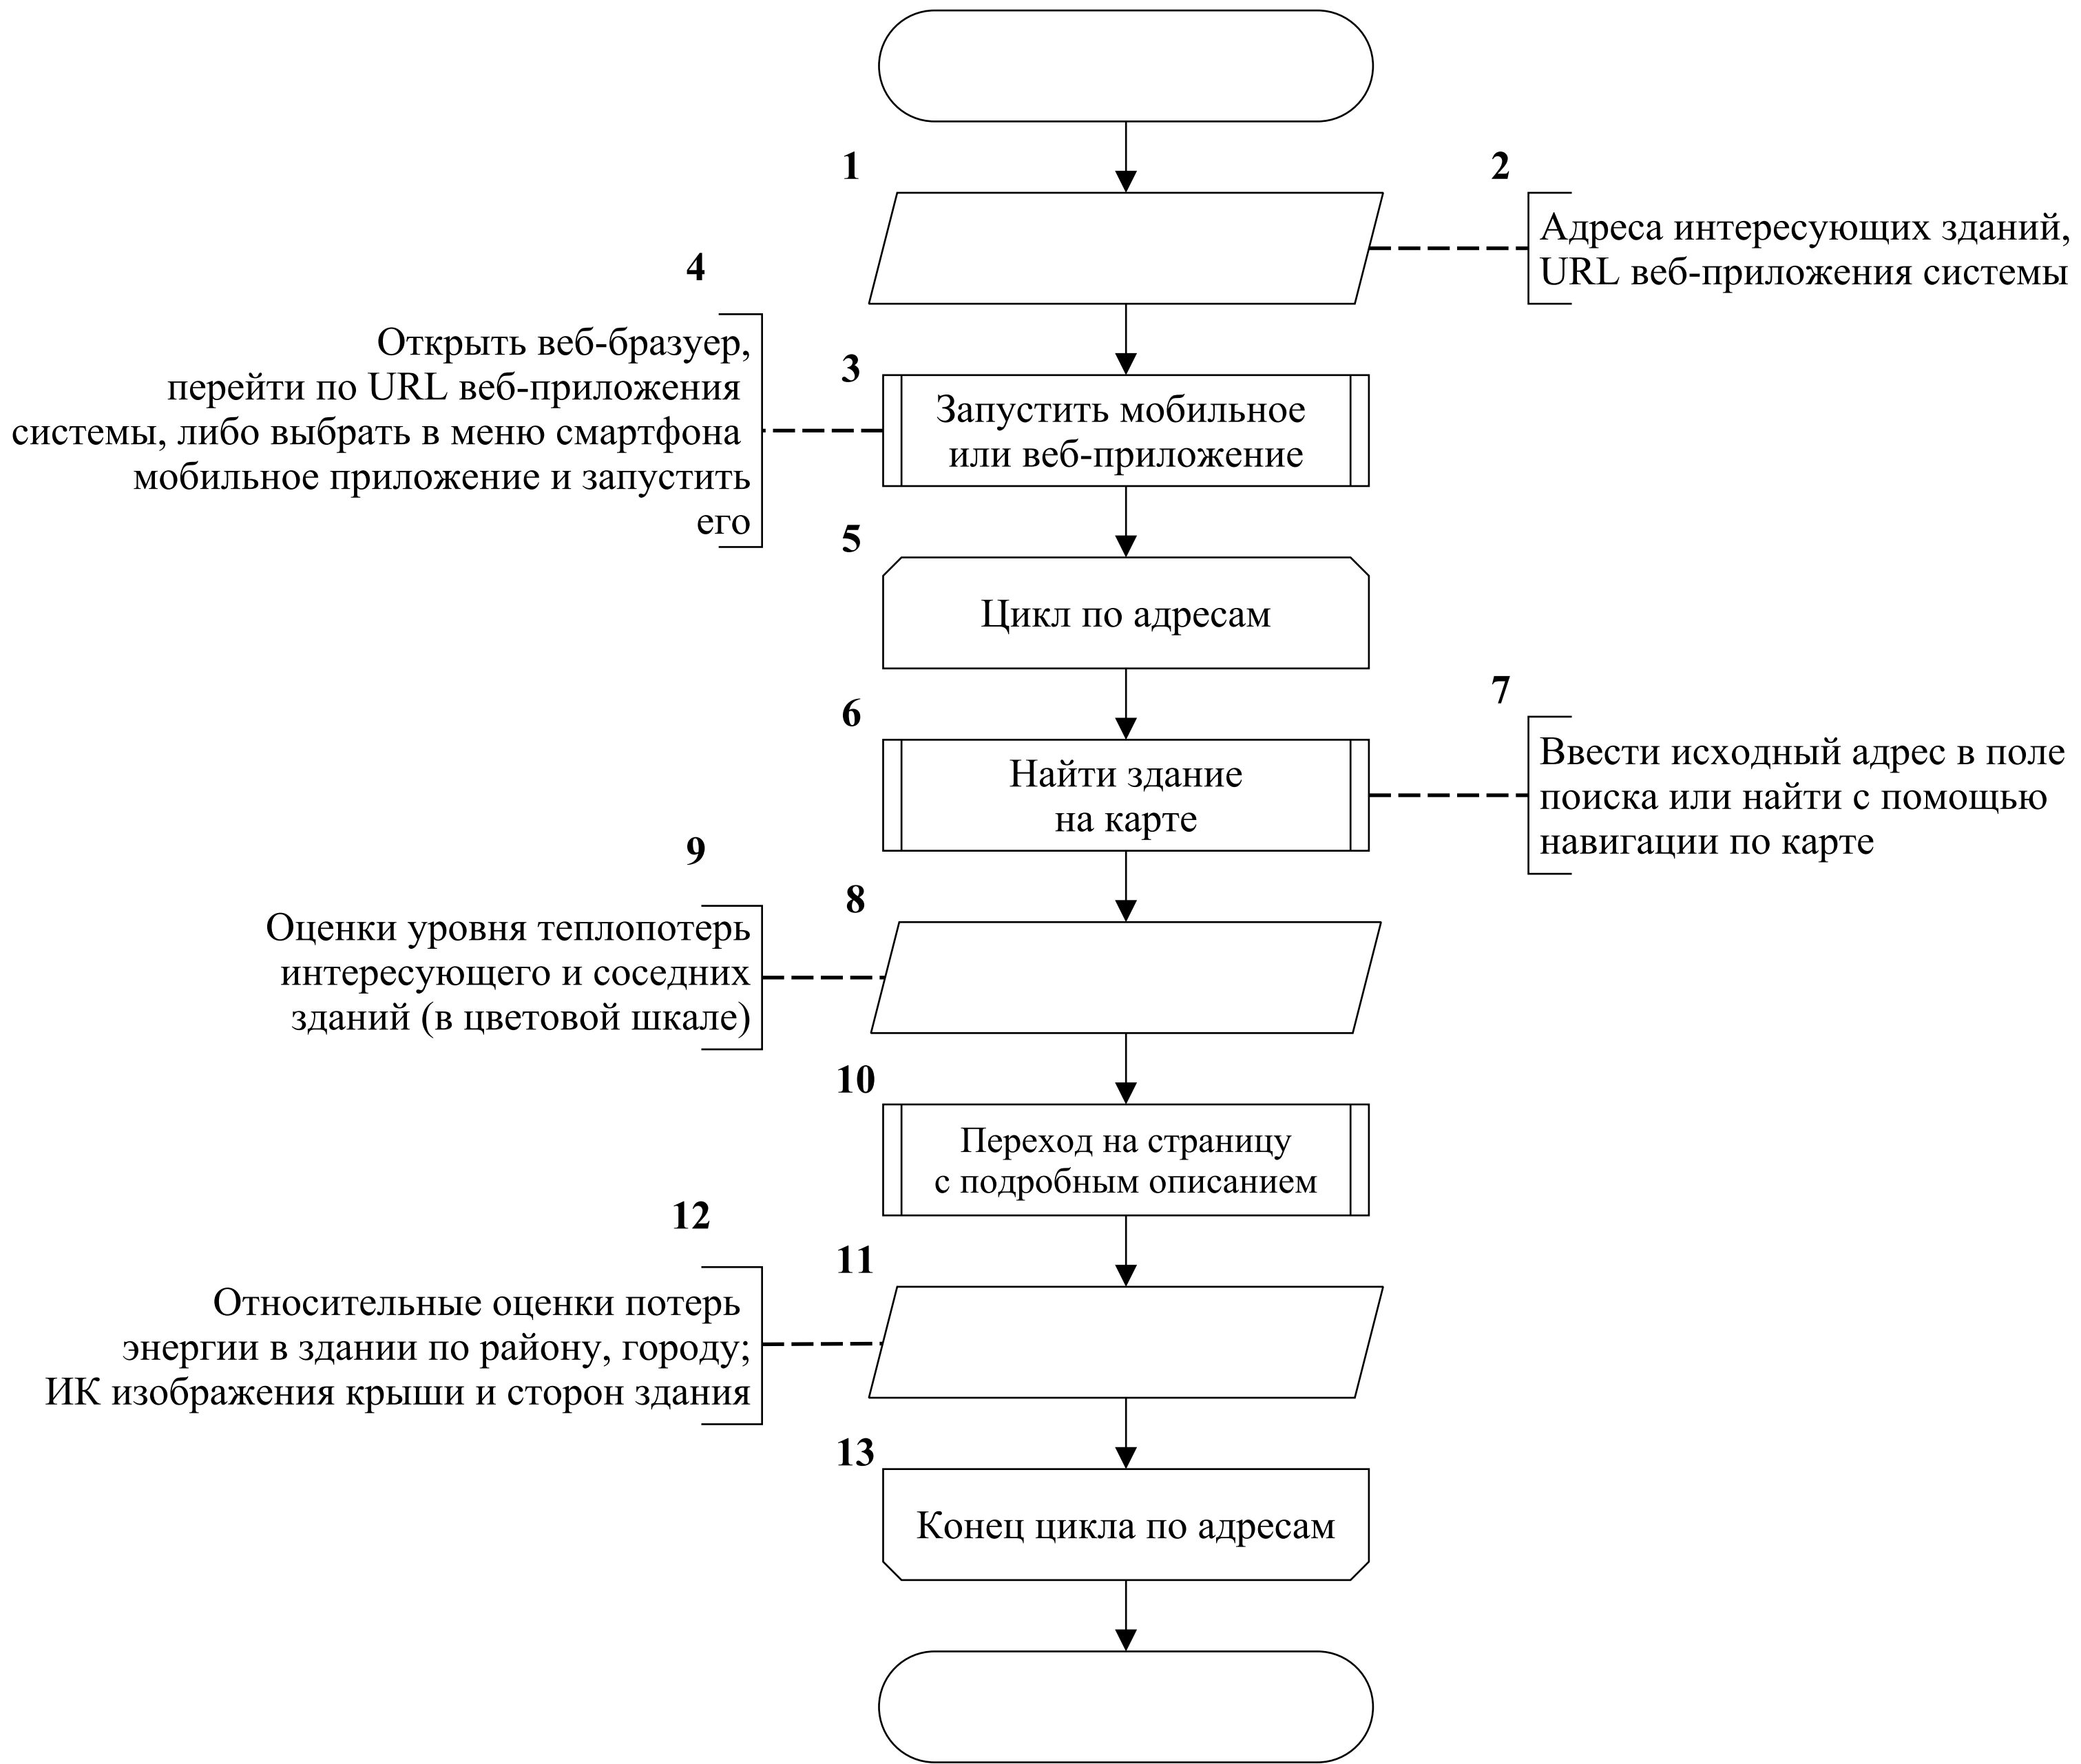 1
2
Адреса интересующих зданий,
URL веб-приложения системы
4
Открыть веб-бразуер,
перейти по URL веб-приложения
системы, либо выбрать в меню смартфона
мобильное приложение и запустить
его
3
Запустить мобильное
или веб-приложение
5
Цикл по адресам
6
Найти здание
на карте
7
Ввести исходный адрес в поле
поиска или найти с помощью
навигации по карте
9
Оценки уровня теплопотерь
интересующего и соседних
зданий (в цветовой шкале)
8
10
Переход на страницу
с подробным описанием
12
Относительные оценки потерь
энергии в здании по району, городу;
ИК изображения крыши и сторон здания
11
13
Конец цикла по адресам